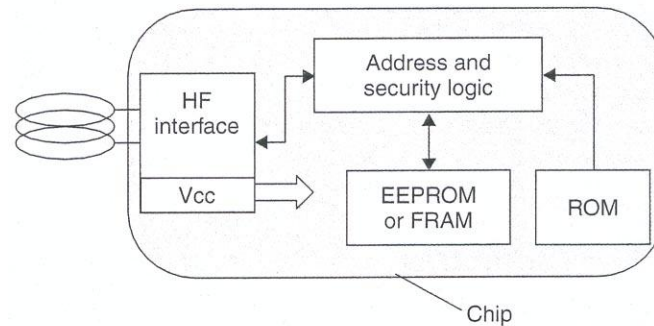 Address and
security logic
HF
interface
Vcc
EEPROM
or FRAM
ROM
Chip